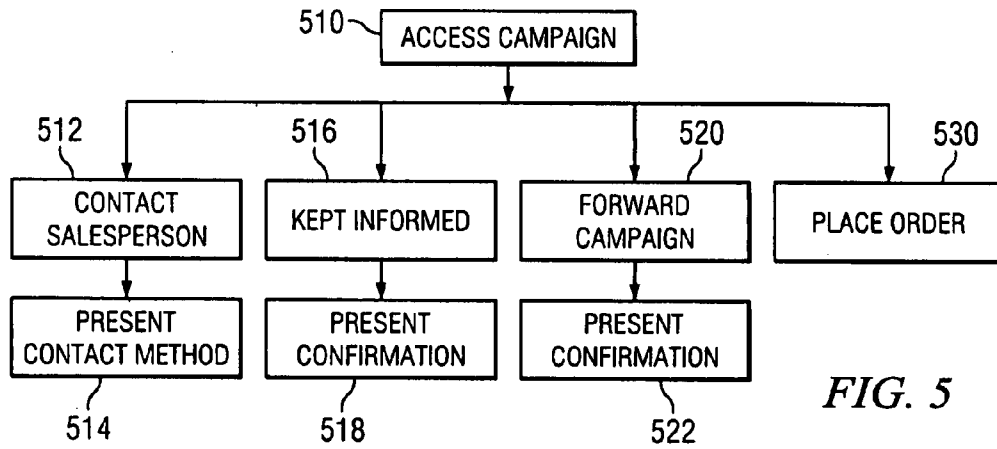 510
ACCESS CAMPAIGN
512
516
520
530
CONTACT
SALESPERSON
KEPT INFORMED
FORWARD
CAMPAIGN
PLACE ORDER
PRESENT
CONTACT METHOD
PRESENT
CONFIRMATION
PRESENT
CONFIRMATION
514
518
522
FIG. 5